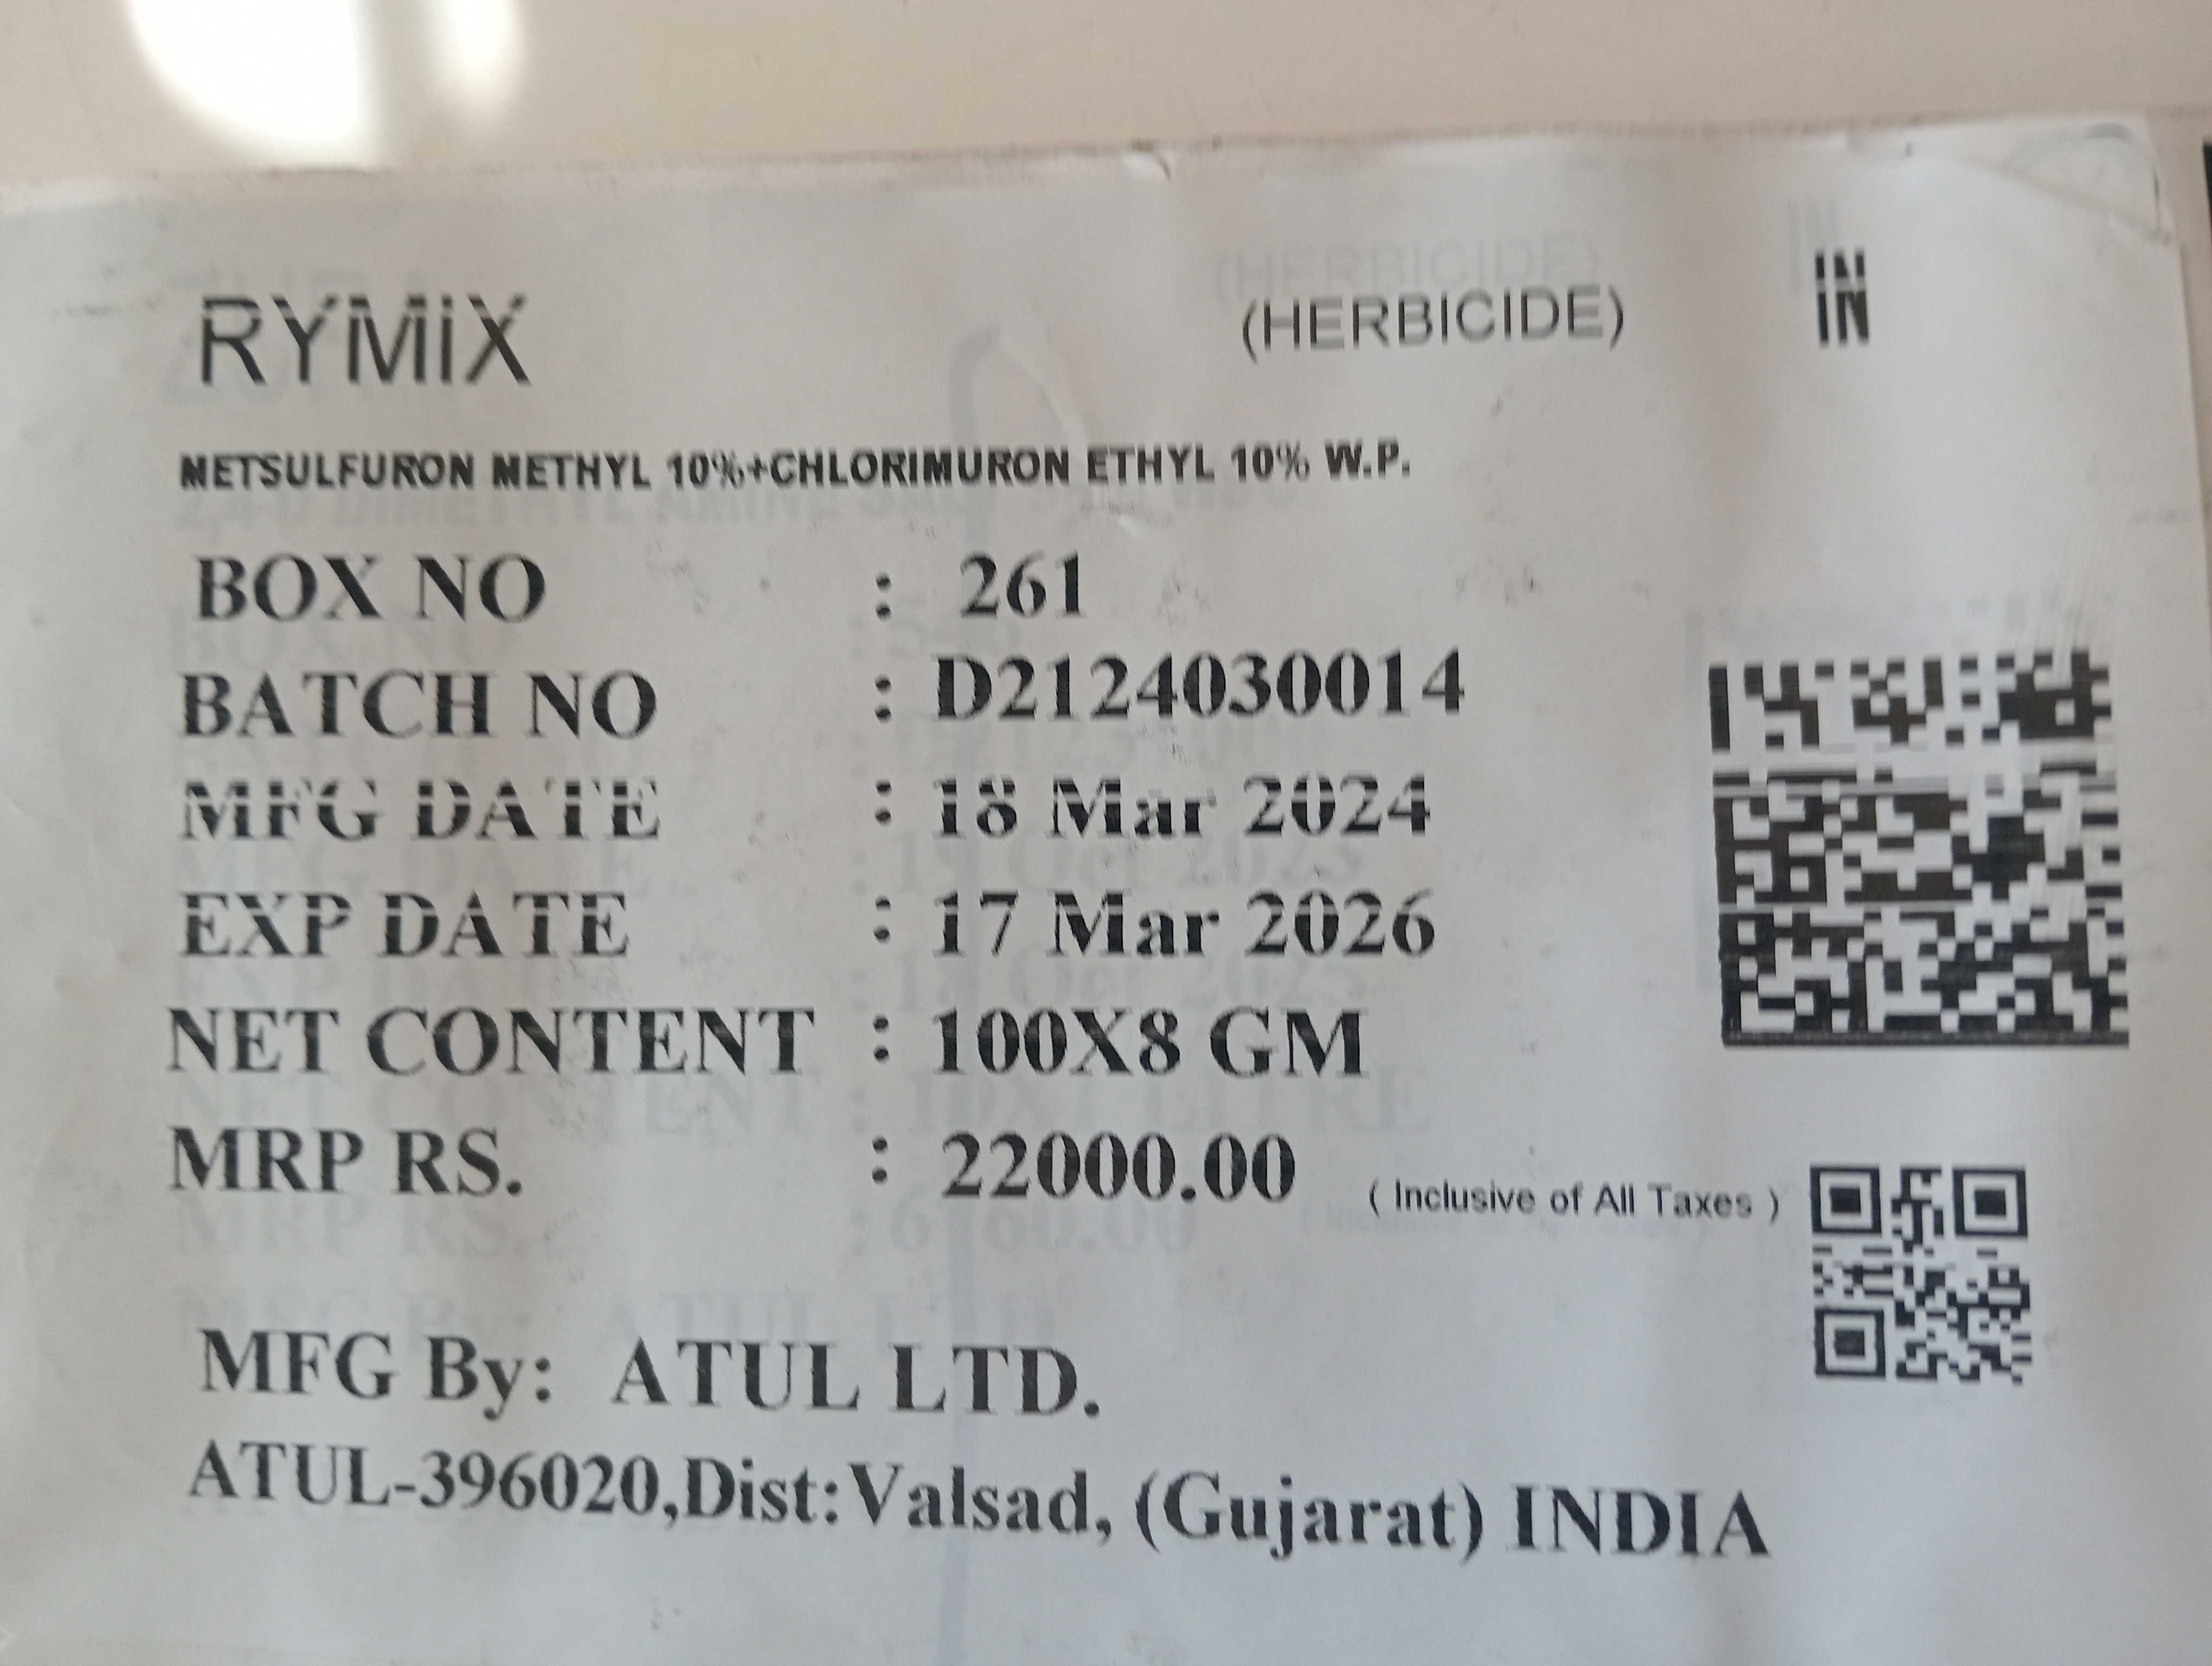 RYMiX (HERBICIDE) IN
METSULFURON METHYL 10%+CHLORIMURON ETHYL 10% W.P.
BOX NO : 261
BATCH NO : D2124030014
MFG DATE : 18 Mar 2024
EXP DATE : 17 Mar 2026
NET CONTENT : 100X8 GM
MRP RS. : 22000.00 ( Inclusive of All Taxes )
MFG By: ATUL LTD.
ATUL-396020,Dist:Valsad, (Gujarat) INDIA